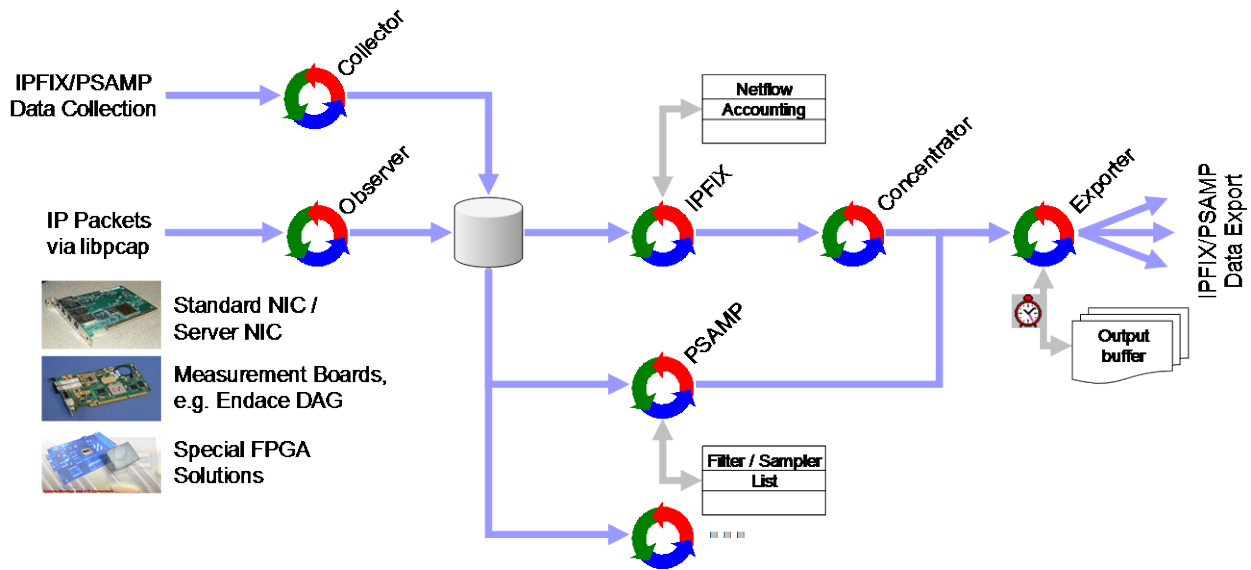 Collector
IPFIX/PSAMP
Data Collection
Netflow
Accounting
Observer
IPFIX
Concentrator
Exporter
IPFIX/PSAMP
Data Export
IP Packets
via libpcap
Standard NIC /
Server NIC
PSAMP
Output
buffer
Measurement Boards,
e.g. Endace DAG
Special FPGA
Solutions
Filter / Sampler
List